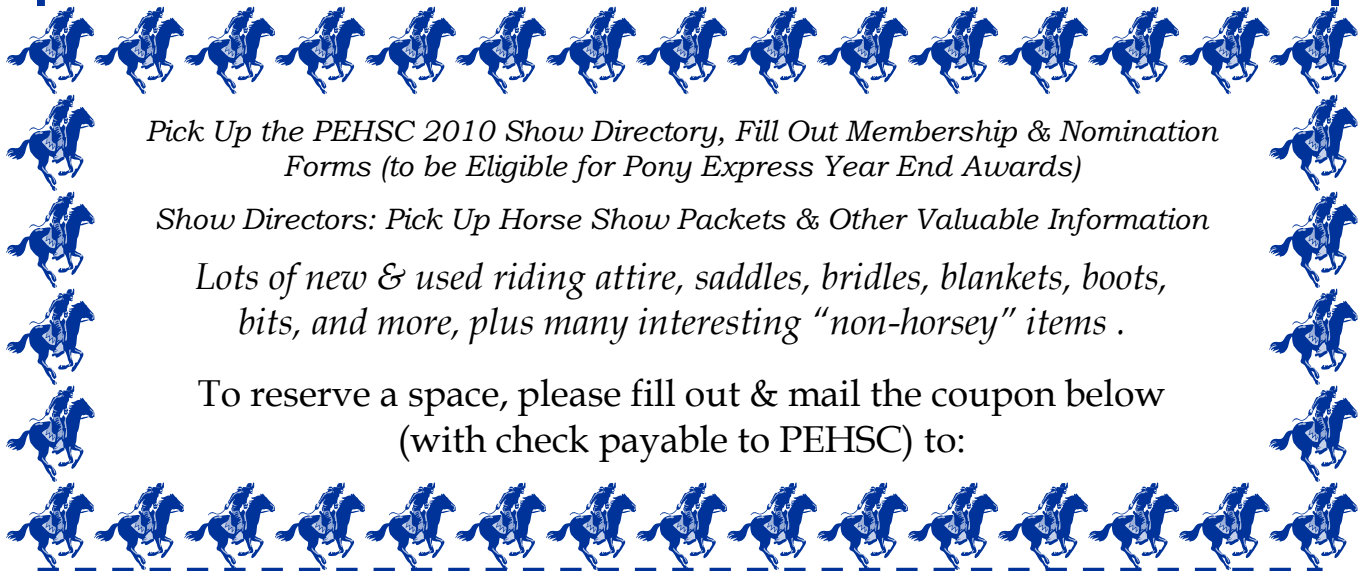 Pick Up the PEHSC 2010 Show Directory, Fill Out Membership & Nomination
Forms (to be Eligible for Pony Express Year End Awards)
Show Directors: Pick Up Horse Show Packets & Other Valuable Information
Lots of new & used riding attire, saddles, bridles, blankets, boots,
bits, and more, plus many interesting “non-horsey” items .
To reserve a space, please fill out & mail the coupon below
(with check payable to PEHSC) to: